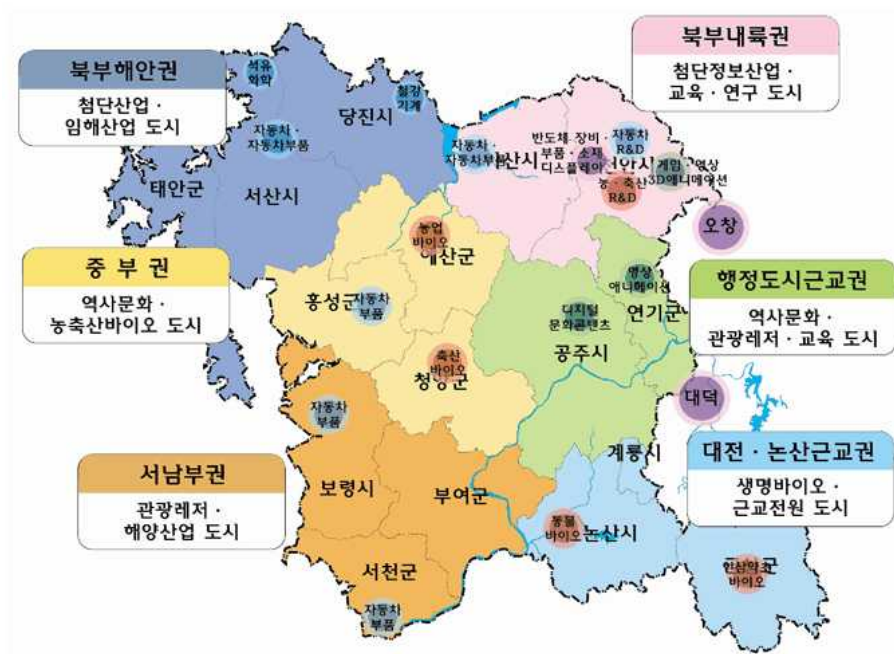 북부내륙권
첨단정보산업 ·
교육 · 연구 도시
북부해안권
첨단산업 ·
임해산업 도시
석유
화학
철강
기계
당진시
자동차 ·
자동차부품
서산시
태안군
자동차 ·
자동차부품
반도체 · 장비 ·
부품 · 소재
디스플레이
자동차
R&D
게임 · 영상
3D애니메이션
농 · 축산
R&D
오창
중 부 권
역사문화 ·
농축산바이오 도시
농업
바이오
예산군
홍성군
자동차
부품
축산
바이오
청양군
영상
애니메이션
연기군
디지털
문화콘텐츠
공주시
행정도시근교권
역사문화 ·
관광레저 · 교육 도시
대덕
계룡시
대전 · 논산근교권
생명바이오 ·
근교전원 도시
서남부권
관광레저 ·
해양산업 도시
자동차
부품
보령시
부여군
서천군
자동차
부품
동물
바이오
논산시
인삼약초
바이오
군